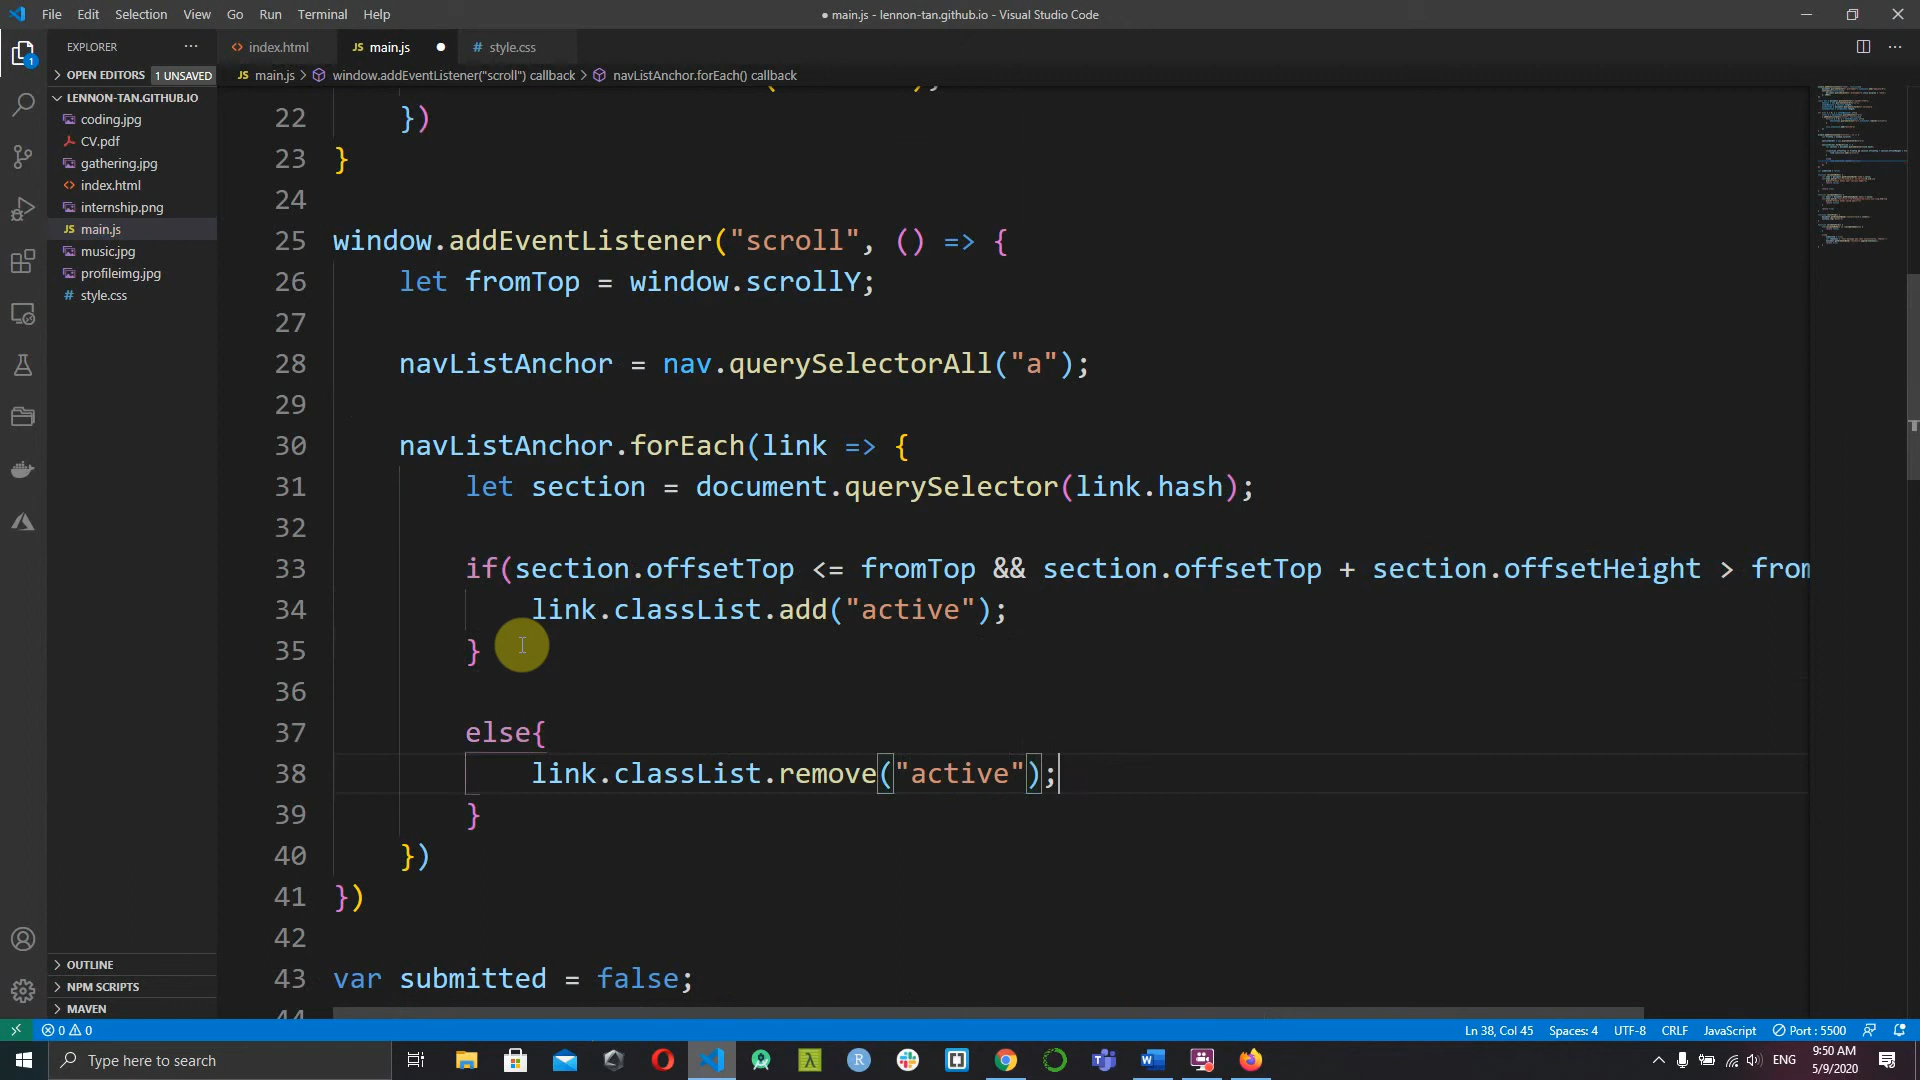 File Edit Selection View Go Run Terminal Help
● main.js - lennon-tan.github.io - Visual Studio Code
EXPLORER ···
<> index.html
JS main.js ●
# style.css
OPEN EDITORS 1 UNSAVED
JS main.js > window.addEventListener("scroll") callback > navListAnchor.forEach() callback
LENNON-TAN.GITHUB.IO
coding.jpg
CV.pdf
gathering.jpg
<> index.html
internship.png
JS main.js
music.jpg
profileimg.jpg
# style.css
OUTLINE
NPM SCRIPTS
MAVEN
1
22 })
23 }
24
25 window.addEventListener("scroll", () => {
26 let fromTop = window.scrollY;
27
28 navListAnchor = nav.querySelectorAll("a");
29
30 navListAnchor.forEach(link => {
31 let section = document.querySelector(link.hash);
32
33 if(section.offsetTop <= fromTop && section.offsetTop + section.offsetHeight > from
34 link.classList.add("active");
35 }
36
37 else{
38 link.classList.remove("active");
39 }
40 })
41 })
42
43 var submitted = false;
44
0 0 Ln 38, Col 45 Spaces: 4 UTF-8 CRLF JavaScript Port : 5500
Type here to search
ENG
9:50 AM
5/9/2020